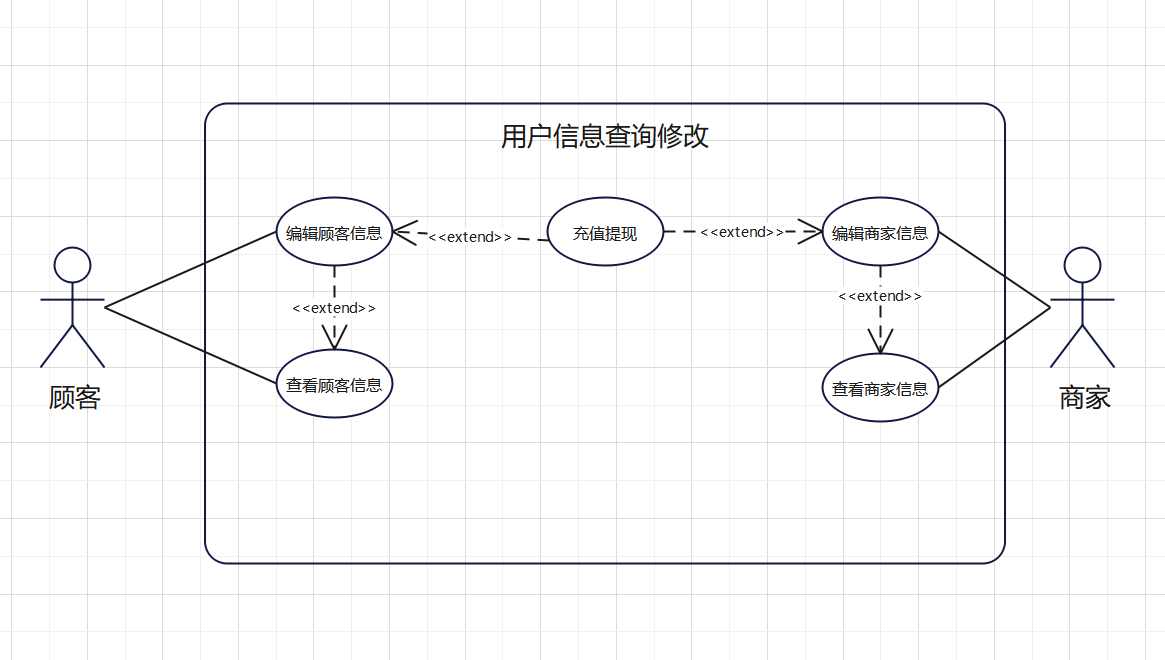 用户信息查询修改
编辑顾客信息
<<extend>>
充值提现
<<extend>>
编辑商家信息
<<extend>>
<<extend>>
查看顾客信息
查看商家信息
顾客
商家